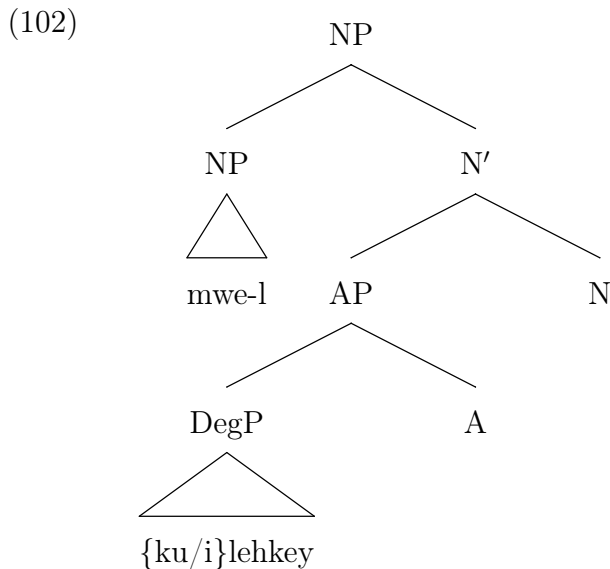 (102) NP
NP N′
mwe-l AP N
DegP A
{ku/i}lehkey